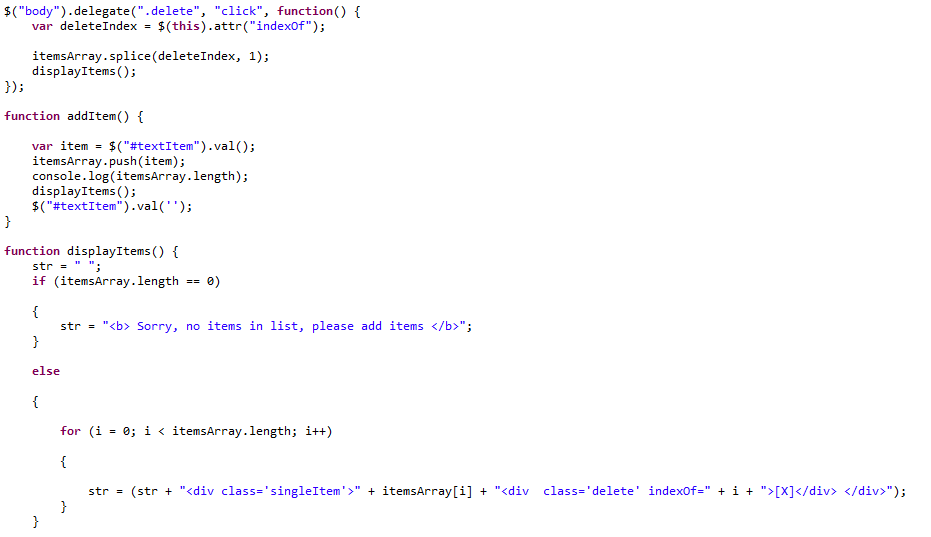 $("body").delegate(".delete", "click", function() {
    var deleteIndex = $(this).attr("indexOf");
    itemsArray.splice(deleteIndex, 1);
    displayItems();
});
function addItem() {
    var item = $("#textItem").val();
    itemsArray.push(item);
    console.log(itemsArray.length);
    displayItems();
    $("#textItem").val('');
}
function displayItems() {
    str = " ";
    if (itemsArray.length == 0)
    {
        str = "<b> Sorry, no items in list, please add items </b>";
    }
    else
    {
        for (i = 0; i < itemsArray.length; i++)
        {
            str = (str + "<div class='singleItem'>" + itemsArray[i] + "<div  class='delete' indexOf=" + i + ">[X]</div> </div>");
        }
    }